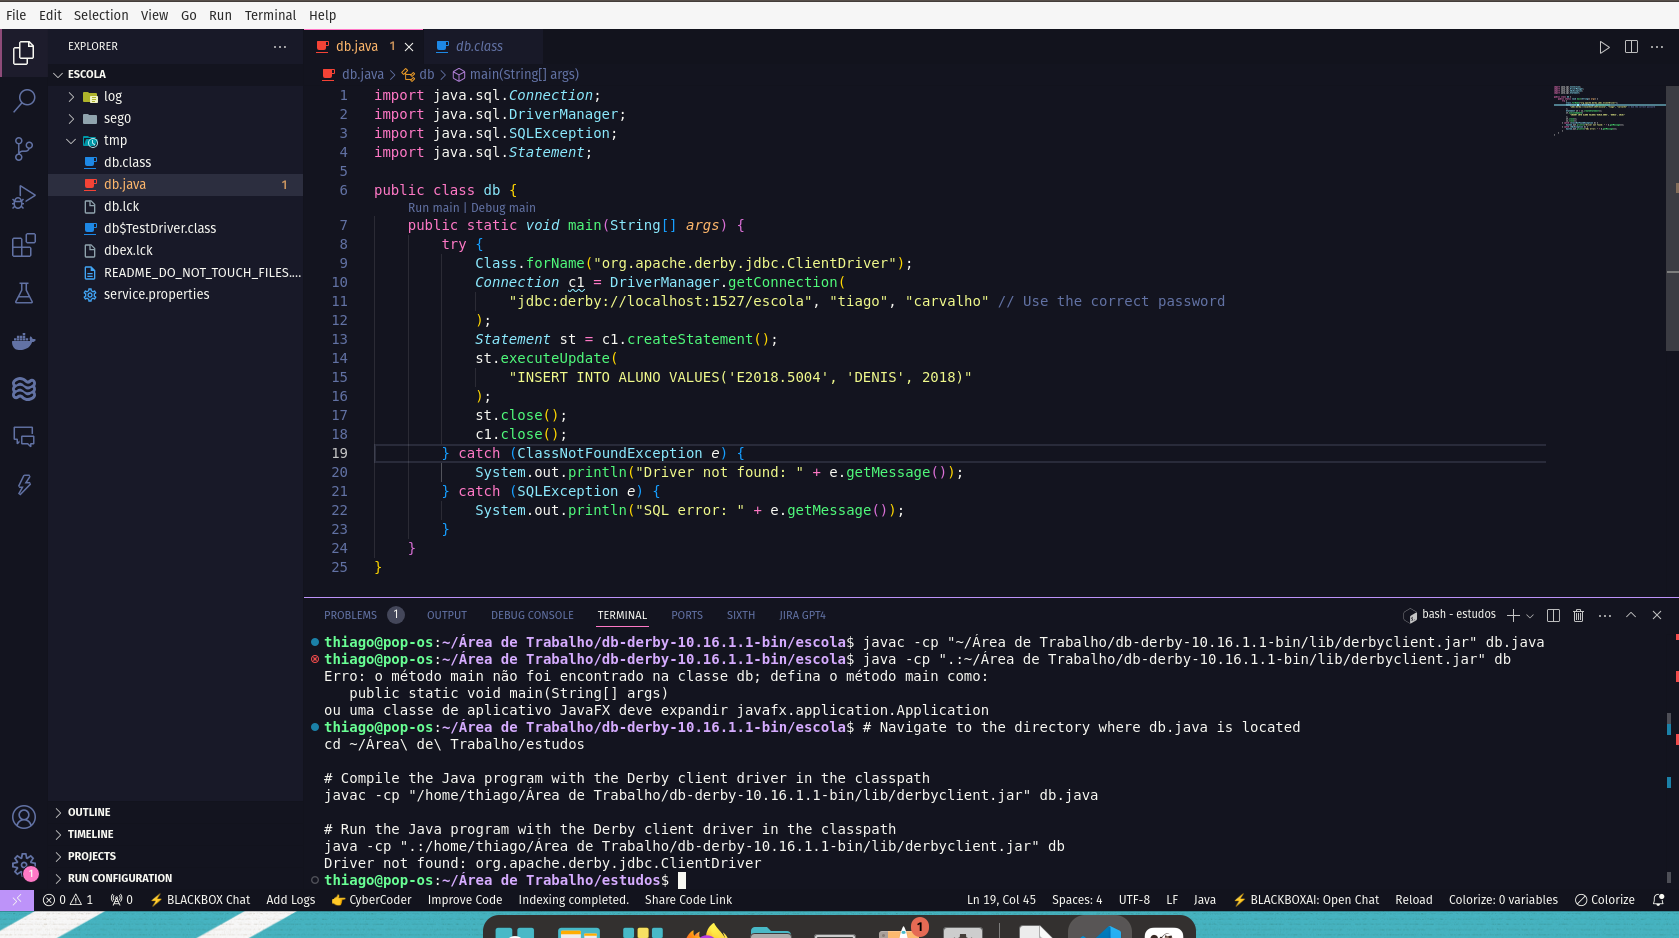 File Edit Selection View Go Run Terminal Help
EXPLORER
ESCOLA
log
seg0
tmp
db.class
db.java 1
db.lck
db$TestDriver.class
dbex.lck
README_DO_NOT_TOUCH_FILES....
service.properties
OUTLINE
TIMELINE
PROJECTS
RUN CONFIGURATION
1
db.java 1 db.class
db.java > db > main(String[] args)
1 import java.sql.Connection;
2 import java.sql.DriverManager;
3 import java.sql.SQLException;
4 import java.sql.Statement;
5
6 public class db {
Run main | Debug main
7 public static void main(String[] args) {
8 try {
9 Class.forName("org.apache.derby.jdbc.ClientDriver");
10 Connection c1 = DriverManager.getConnection(
11 "jdbc:derby://localhost:1527/escola", "tiago", "carvalho" // Use the correct password
12 );
13 Statement st = c1.createStatement();
14 st.executeUpdate(
15 "INSERT INTO ALUNO VALUES('E2018.5004', 'DENIS', 2018)"
16 );
17 st.close();
18 c1.close();
19 } catch (ClassNotFoundException e) {
20 System.out.println("Driver not found: " + e.getMessage());
21 } catch (SQLException e) {
22 System.out.println("SQL error: " + e.getMessage());
23 }
24 }
25 }
PROBLEMS 1 OUTPUT DEBUG CONSOLE TERMINAL PORTS SIXTH JIRA GPT4 bash - estudos
thiago@pop-os:~/Área de Trabalho/db-derby-10.16.1.1-bin/escola$ javac -cp "~/Área de Trabalho/db-derby-10.16.1.1-bin/lib/derbyclient.jar" db.java
thiago@pop-os:~/Área de Trabalho/db-derby-10.16.1.1-bin/escola$ java -cp ".:~/Área de Trabalho/db-derby-10.16.1.1-bin/lib/derbyclient.jar" db
Erro: o método main não foi encontrado na classe db; defina o método main como:
public static void main(String[] args)
ou uma classe de aplicativo JavaFX deve expandir javafx.application.Application
thiago@pop-os:~/Área de Trabalho/db-derby-10.16.1.1-bin/escola$ # Navigate to the directory where db.java is located
cd ~/Área\ de\ Trabalho/estudos
# Compile the Java program with the Derby client driver in the classpath
javac -cp "/home/thiago/Área de Trabalho/db-derby-10.16.1.1-bin/lib/derbyclient.jar" db.java
# Run the Java program with the Derby client driver in the classpath
java -cp ".:/home/thiago/Área de Trabalho/db-derby-10.16.1.1-bin/lib/derbyclient.jar" db
Driver not found: org.apache.derby.jdbc.ClientDriver
thiago@pop-os:~/Área de Trabalho/estudos$
0 1 0 BLACKBOX Chat Add Logs CyberCoder Improve Code Indexing completed. Share Code Link Ln 19, Col 45 Spaces: 4 UTF-8 LF Java BLACKBOXAI: Open Chat Reload Colorize: 0 variables Colorize
1